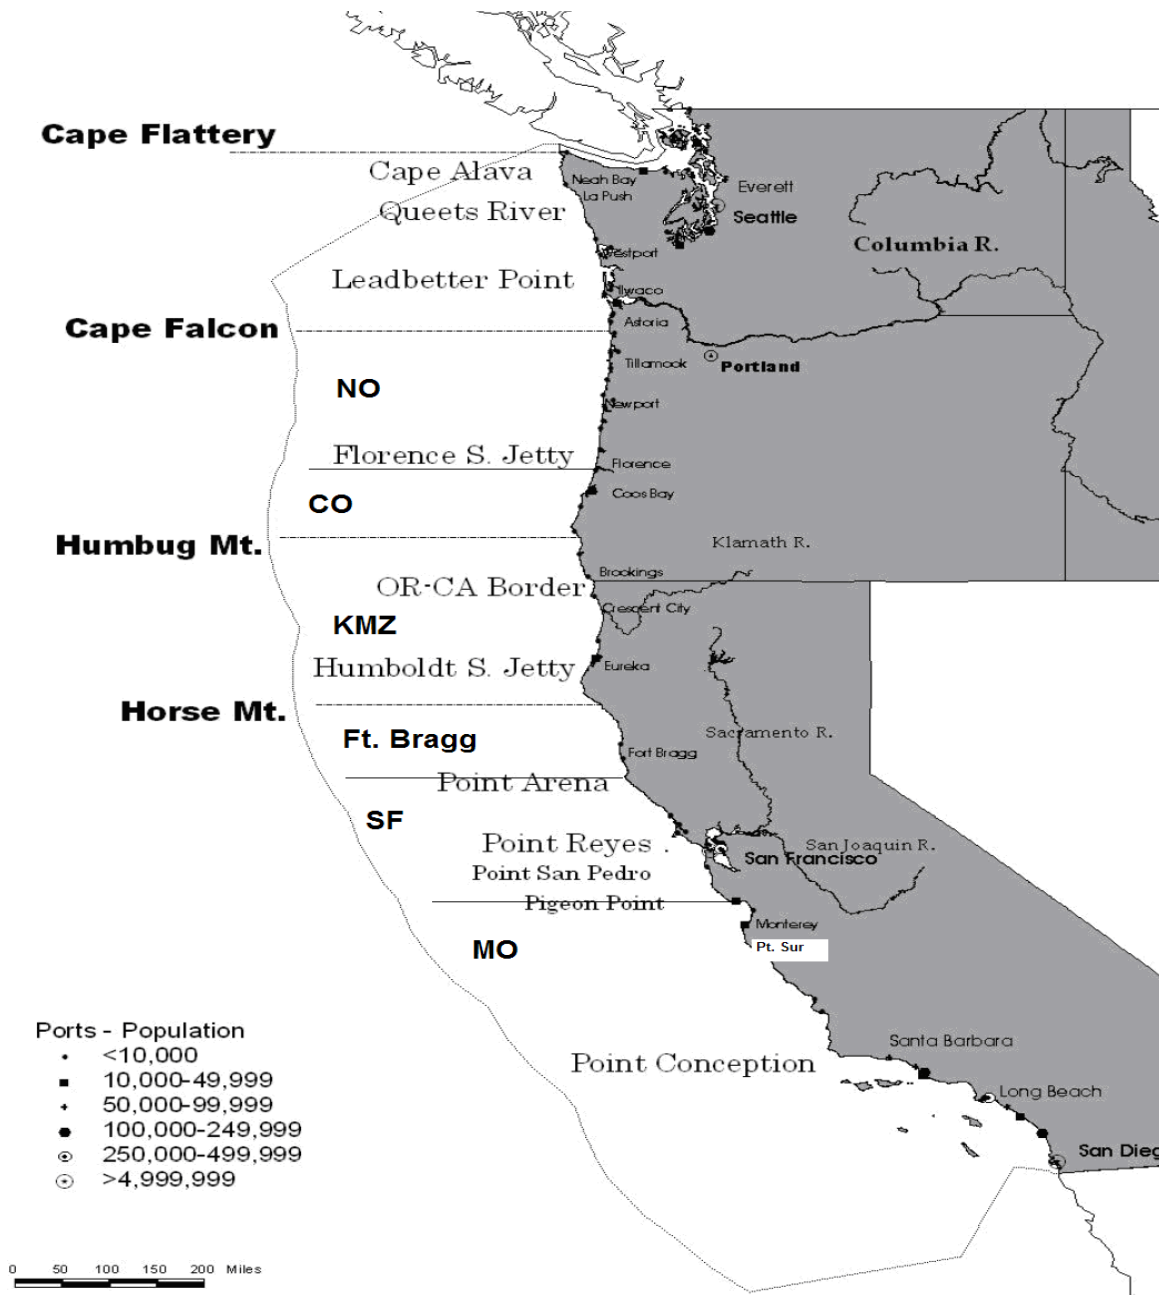 Cape Flattery
Cape Alava
Neah Bay
Everett
La Push
Queets River
Seattle
Columbia R.
Westport
Leadbetter Point
Ilwaco
Cape Falcon
Astoria
Tillamook
Portland
NO
Newport
Florence S. Jetty
Florence
CO
Coos Bay
Humbug Mt.
Klamath R.
Brookings
OR-CA Border
Crescent City
KMZ
Humboldt S. Jetty
Eureka
Horse Mt.
Ft. Bragg
Sacramento R.
Fort Bragg
Point Arena
SF
Point Reyes .
San Joaquin R.
San Francisco
Point San Pedro
Pigeon Point
Monterey
MO
Pt. Sur
Ports - Population
<10,000
10,000-49,999
50,000-99,999
100,000-249,999
250,000-499,999
>4,999,999
Santa Barbara
Point Conception
Long Beach
San Dieg
0 50 100 150 200 Miles